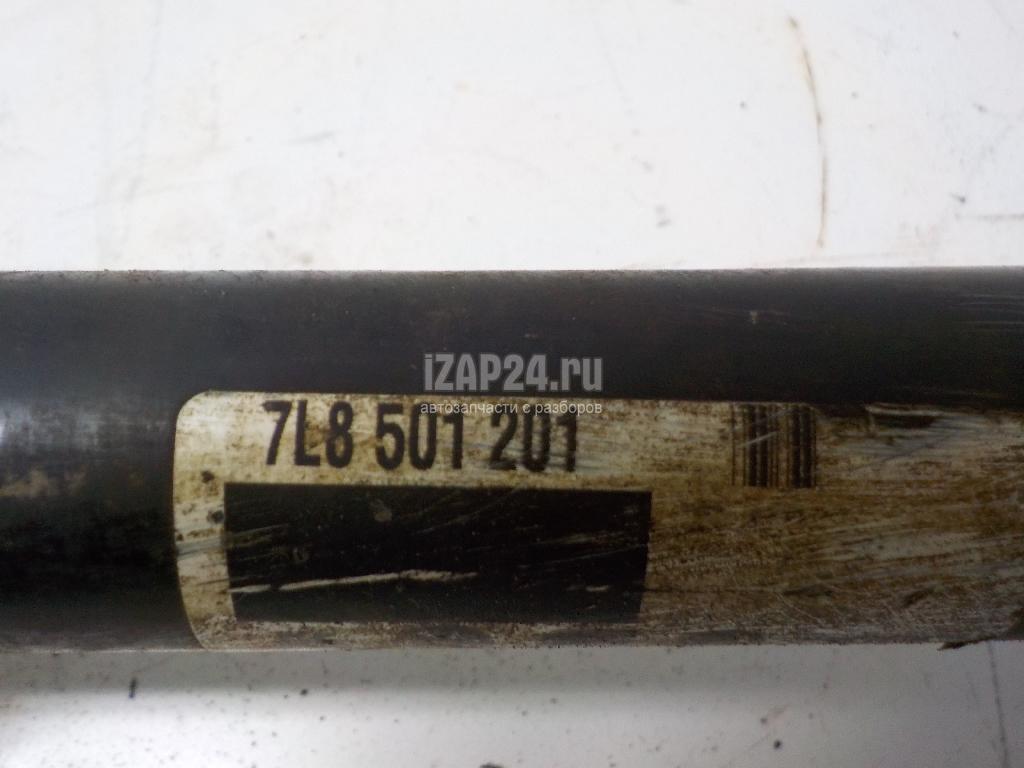 iZAP24.ru
автозапчасти с разборов
7L8 501 201